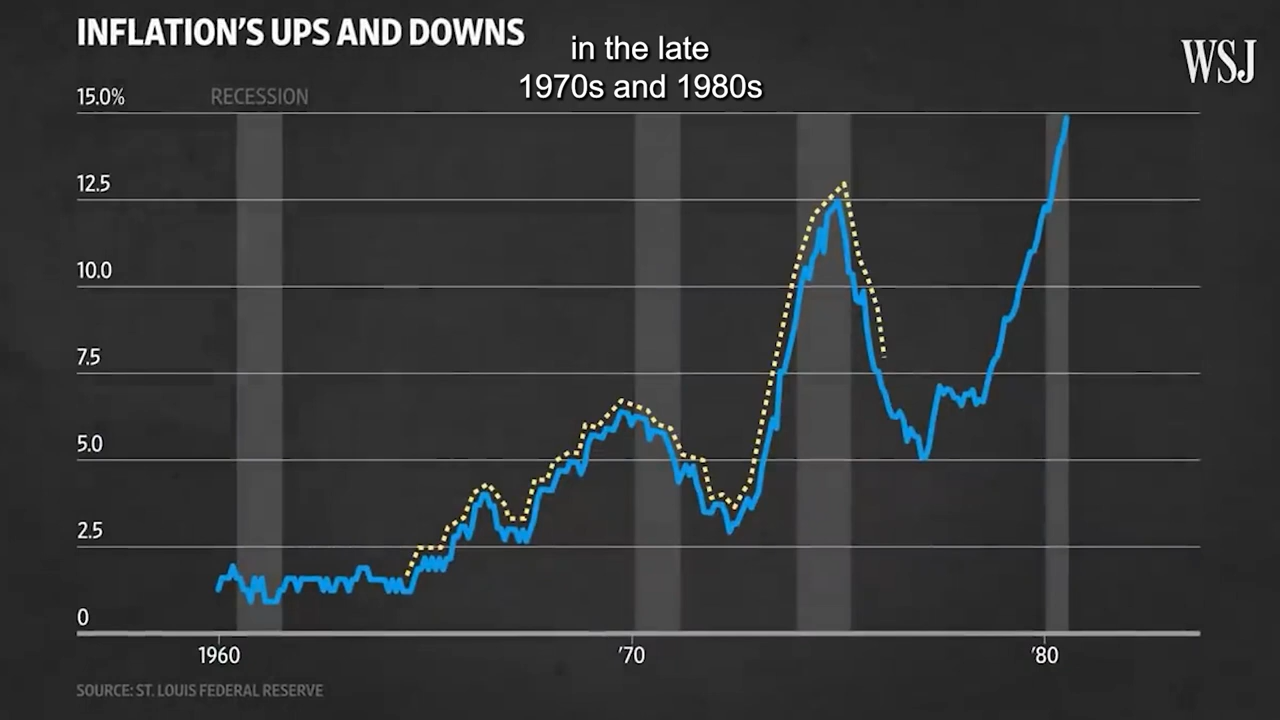 INFLATION'S UPS AND DOWNS
in the late
1970s and 1980s
WSJ
15.0%
RECESSION
12.5
10.0
7.5
5.0
2.5
0
1960
'70
'80
SOURCE: ST. LOUIS FEDERAL RESERVE